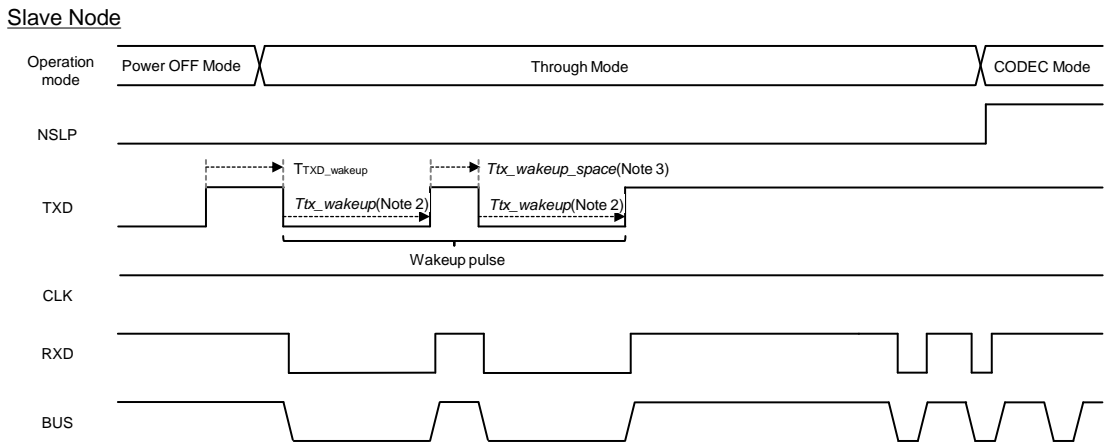 Slave Node
Operation
mode
Power OFF Mode
Through Mode
CODEC Mode
NSLP
TTXD_wakeup
Ttx_wakeup_space(Note 3)
TXD
Ttx_wakeup(Note 2)
Ttx_wakeup(Note 2)
Wakeup pulse
CLK
RXD
BUS